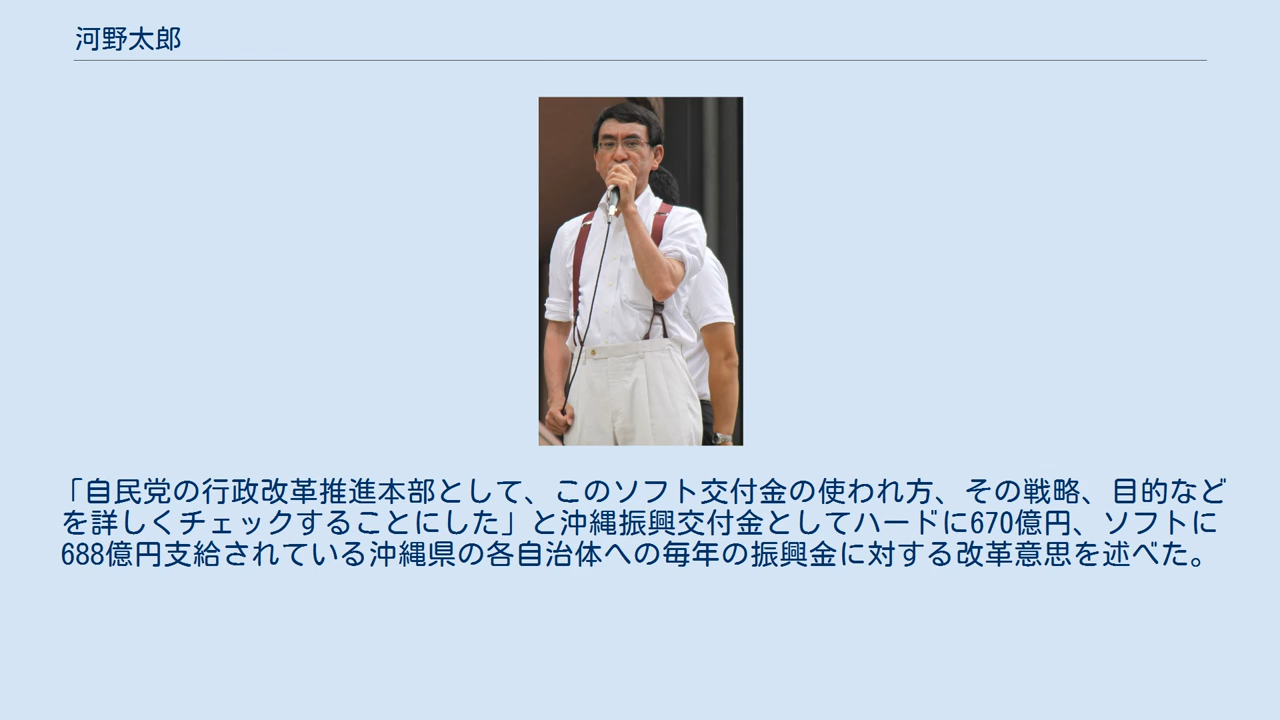 河野太郎
「自民党の行政改革推進本部として、このソフト交付金の使われ方、その戦略、目的など
を詳しくチェックすることにした」と沖縄振興交付金としてハードに670億円、ソフトに
688億円支給されている沖縄県の各自治体への毎年の振興金に対する改革意思を述べた。